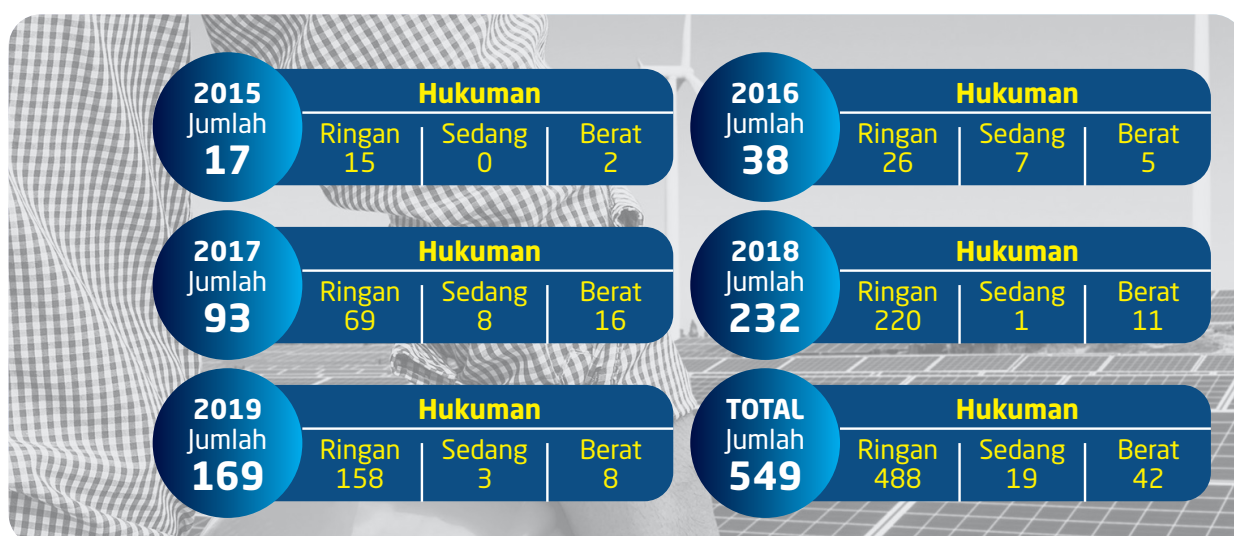 2015
Jumlah
17
Hukuman
Ringan Sedang Berat
15 0 2
2016
Jumlah
38
Hukuman
Ringan Sedang Berat
26 7 5
2017
Jumlah
93
Hukuman
Ringan Sedang Berat
69 8 16
2018
Jumlah
232
Hukuman
Ringan Sedang Berat
220 1 11
2019
Jumlah
169
Hukuman
Ringan Sedang Berat
158 3 8
TOTAL
Jumlah
549
Hukuman
Ringan Sedang Berat
488 19 42